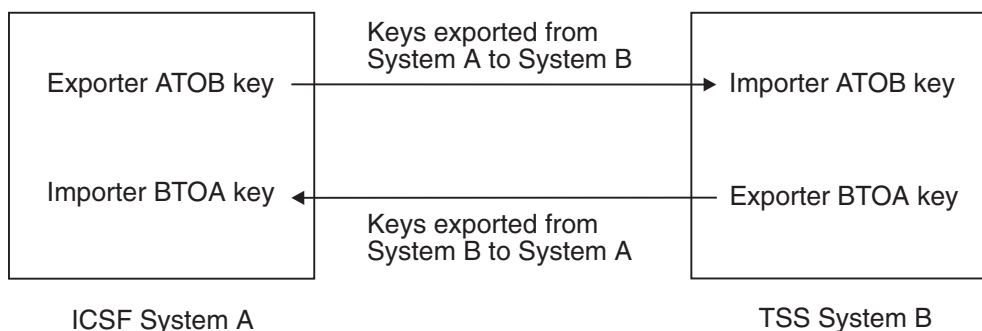 Keys exported from
System A to System B
Exporter ATOB key
Importer ATOB key
Importer BTOA key
Exporter BTOA key
Keys exported from
System B to System A
ICSF System A
TSS System B